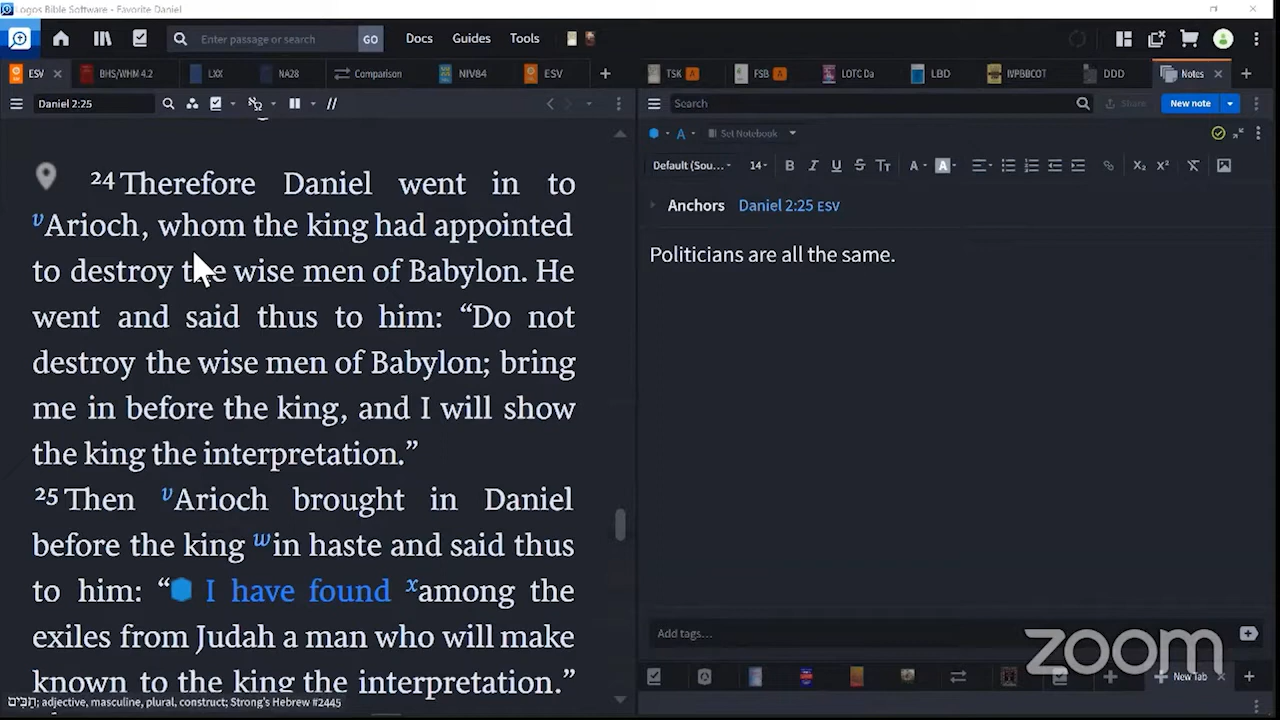 Logos Bible Software - Favorite Daniel
Enter passage or search
GO
Docs
Guides
Tools
ESV
BHS/WHM 4.2
LXX
NA28
Comparison
NIV84
ESV
TSK A
FSB A
LOTC Da
LBD
IVPBBCOT
DDD
Notes
Daniel 2:25
Search
Share
New note
Set Notebook
Default (Sou...
14
B I U S Tт
A A
X₂ X²
Anchors Daniel 2:25 ESV
Politicians are all the same.
24 Therefore Daniel went in to
v Arioch, whom the king had appointed
to destroy the wise men of Babylon. He
went and said thus to him: “Do not
destroy the wise men of Babylon; bring
me in before the king, and I will show
the king the interpretation.”
25 Then v Arioch brought in Daniel
before the king w in haste and said thus
to him: “ I have found x among the
exiles from Judah a man who will make
known to the king the interpretation.”
Add tags...
zoom
New Tab
adjective, masculine, plural, construct; Strong's Hebrew #2445